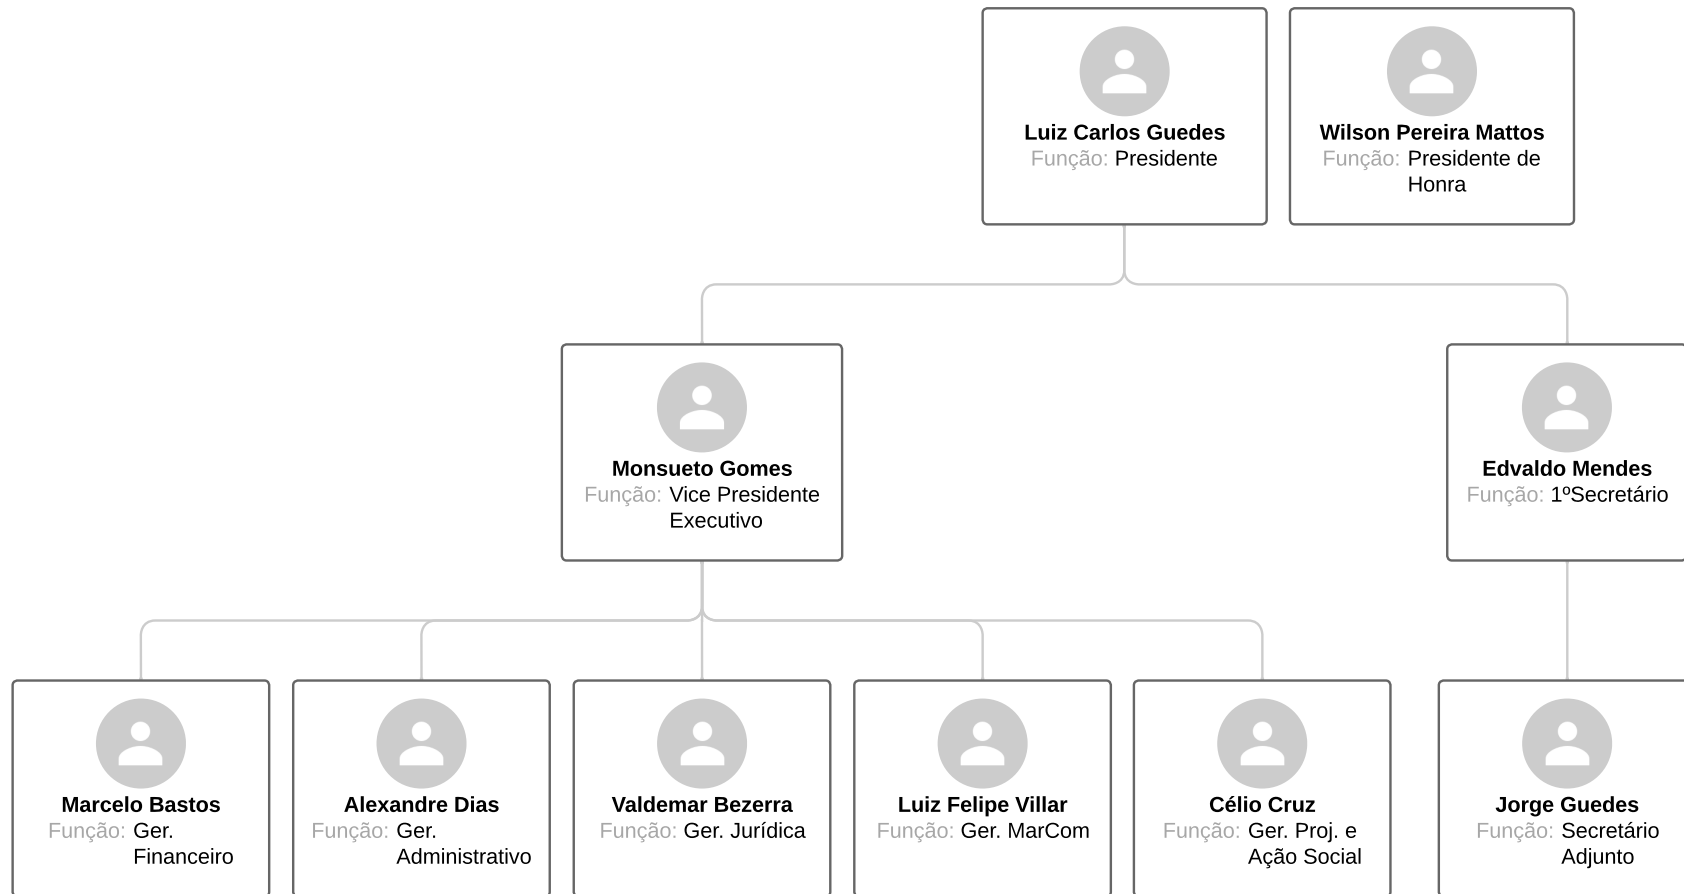 Luiz Carlos Guedes
Função: Presidente
Wilson Pereira Mattos
Função: Presidente de
Honra
Monsueto Gomes
Função: Vice Presidente
Executivo
Edvaldo Mendes
Função: 1ºSecretário
Marcelo Bastos
Função: Ger.
Financeiro
Alexandre Dias
Função: Ger.
Administrativo
Valdemar Bezerra
Função: Ger. Jurídica
Luiz Felipe Villar
Função: Ger. MarCom
Célio Cruz
Função: Ger. Proj. e
Ação Social
Jorge Guedes
Função: Secretário
Adjunto